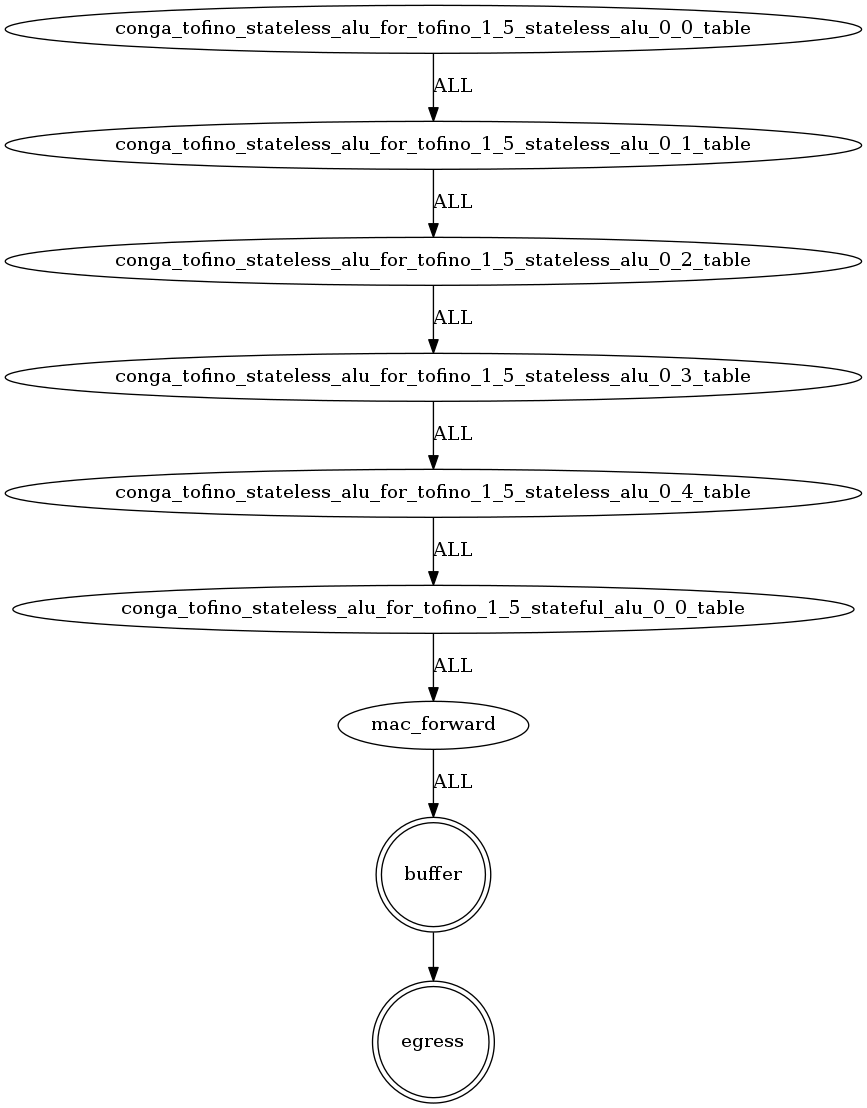 conga_tofino_stateless_alu_for_tofino_1_5_stateless_alu_0_0_table
ALL
conga_tofino_stateless_alu_for_tofino_1_5_stateless_alu_0_1_table
ALL
conga_tofino_stateless_alu_for_tofino_1_5_stateless_alu_0_2_table
ALL
conga_tofino_stateless_alu_for_tofino_1_5_stateless_alu_0_3_table
ALL
conga_tofino_stateless_alu_for_tofino_1_5_stateless_alu_0_4_table
ALL
conga_tofino_stateless_alu_for_tofino_1_5_stateful_alu_0_0_table
ALL
mac_forward
ALL
buffer
egress